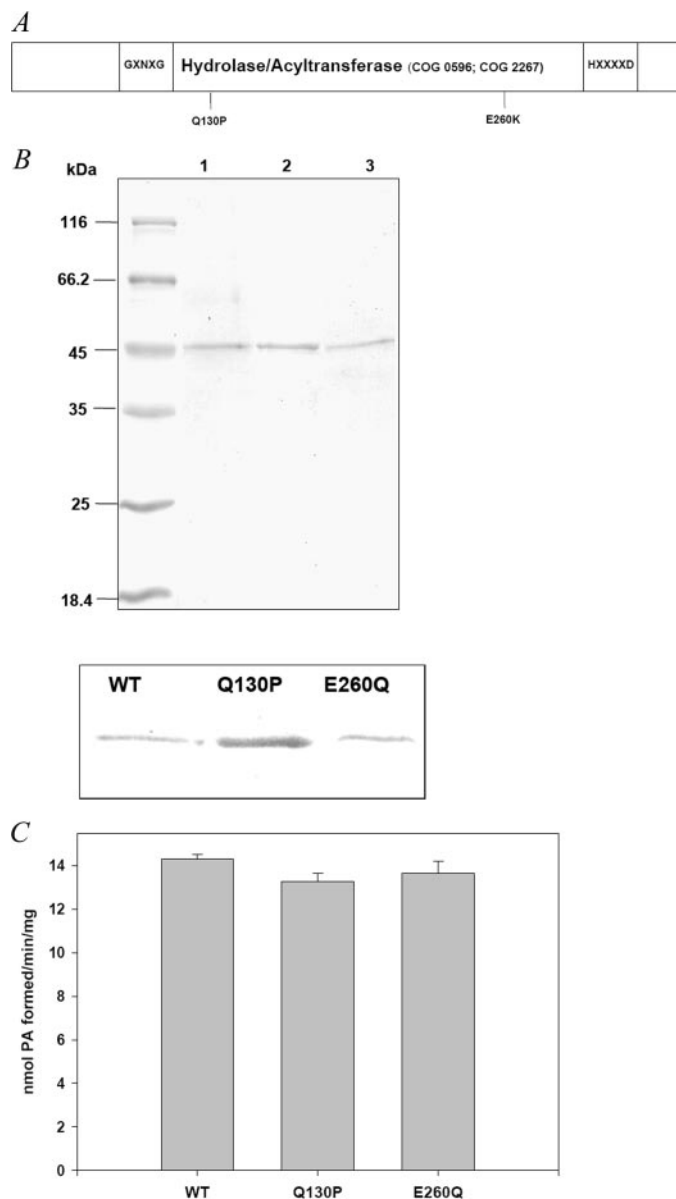 A
GXNXG Hydrolase/Acyltransferase (COG 0596; COG 2267) HXXXXD
Q130P E260K
B
kDa 1 2 3
116
66.2
45
35
25
18.4
WT Q130P E260Q
C
nmol PA formed/min/mg
14
12
10
8
6
4
2
0
WT Q130P E260Q